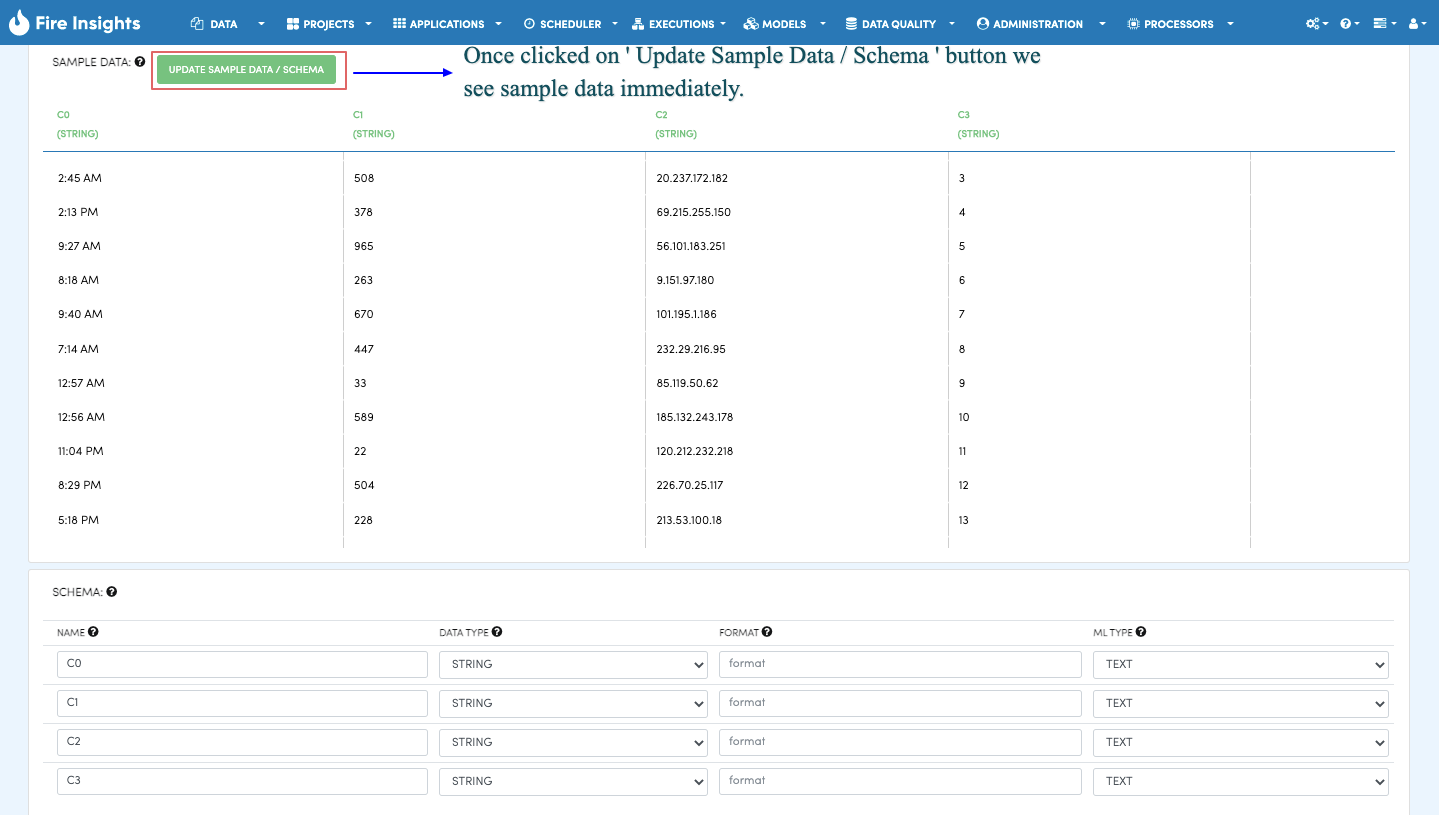 Fire Insights DATA PROJECTS APPLICATIONS SCHEDULER EXECUTIONS MODELS DATA QUALITY ADMINISTRATION PROCESSORS
SAMPLE DATA: UPDATE SAMPLE DATA / SCHEMA
Once clicked on ' Update Sample Data / Schema ' button we
see sample data immediately.
C0 C1 C2 C3
(STRING) (STRING) (STRING) (STRING)
2:45 AM 508 20.237.172.182 3
2:13 PM 378 69.215.255.150 4
9:27 AM 965 56.101.183.251 5
8:18 AM 263 9.151.97.180 6
9:40 AM 670 101.195.1.186 7
7:14 AM 447 232.29.216.95 8
12:57 AM 33 85.119.50.62 9
12:56 AM 589 185.132.243.178 10
11:04 PM 22 120.212.232.218 11
8:29 PM 504 226.70.25.117 12
5:18 PM 228 213.53.100.18 13
SCHEMA:
NAME DATA TYPE FORMAT ML TYPE
C0 STRING format TEXT
C1 STRING format TEXT
C2 STRING format TEXT
C3 STRING format TEXT